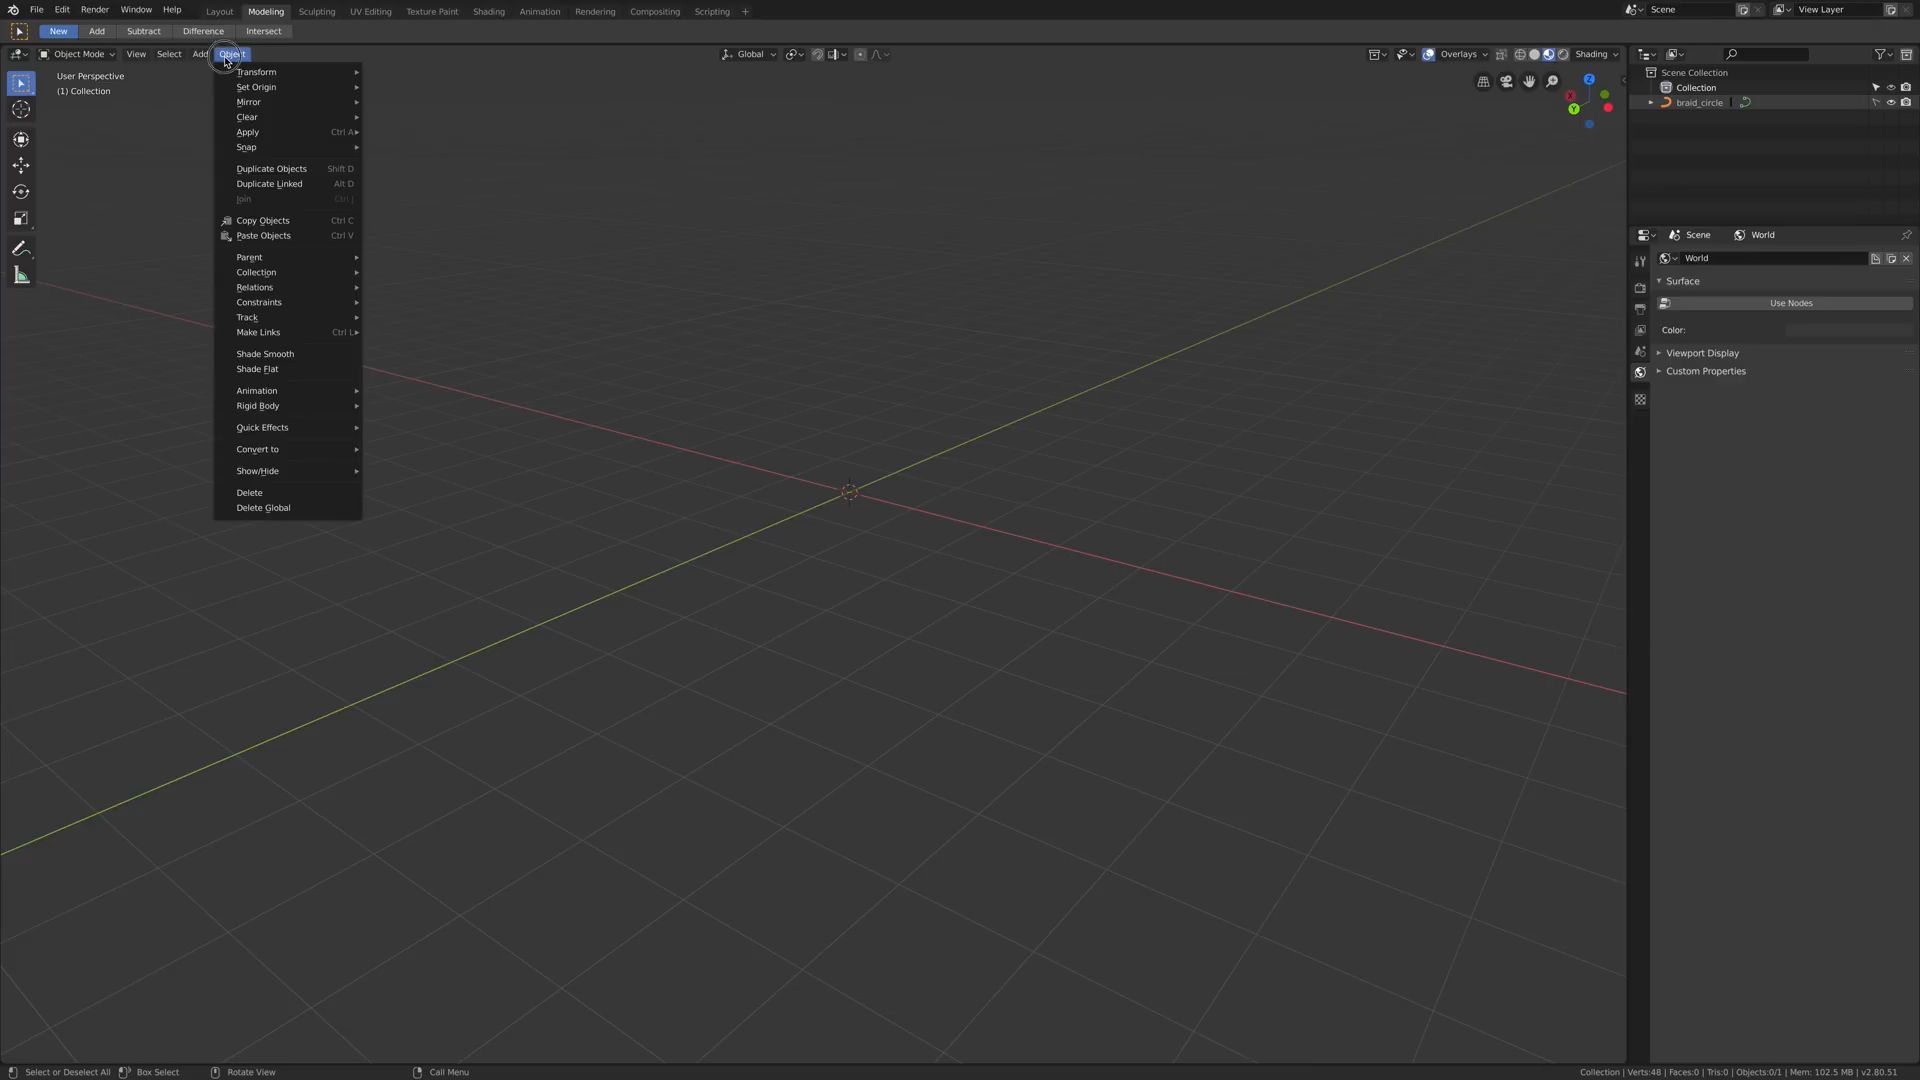 File Edit Render Window Help Layout Modeling Sculpting UV Editing Texture Paint Shading Animation Rendering Compositing Scripting + Scene View Layer
New Add Subtract Difference Intersect
Object Mode View Select Add Object Global Overlays Shading
User Perspective
(1) Collection
Transform
Set Origin
Mirror
Clear
Apply Ctrl A
Snap
Duplicate Objects Shift D
Duplicate Linked Alt D
Join Ctrl J
Copy Objects Ctrl C
Paste Objects Ctrl V
Parent
Collection
Relations
Constraints
Track
Make Links Ctrl L
Shade Smooth
Shade Flat
Animation
Rigid Body
Quick Effects
Convert to
Show/Hide
Delete
Delete Global
Z
X
Y
Scene Collection
Collection
braid_circle
Scene World
World
Surface
Use Nodes
Color:
Viewport Display
Custom Properties
Select or Deselect All Box Select Rotate View Call Menu Collection | Verts:48 | Faces:0 | Tris:0 | Objects:0/1 | Mem: 102.5 MB | v2.80.51